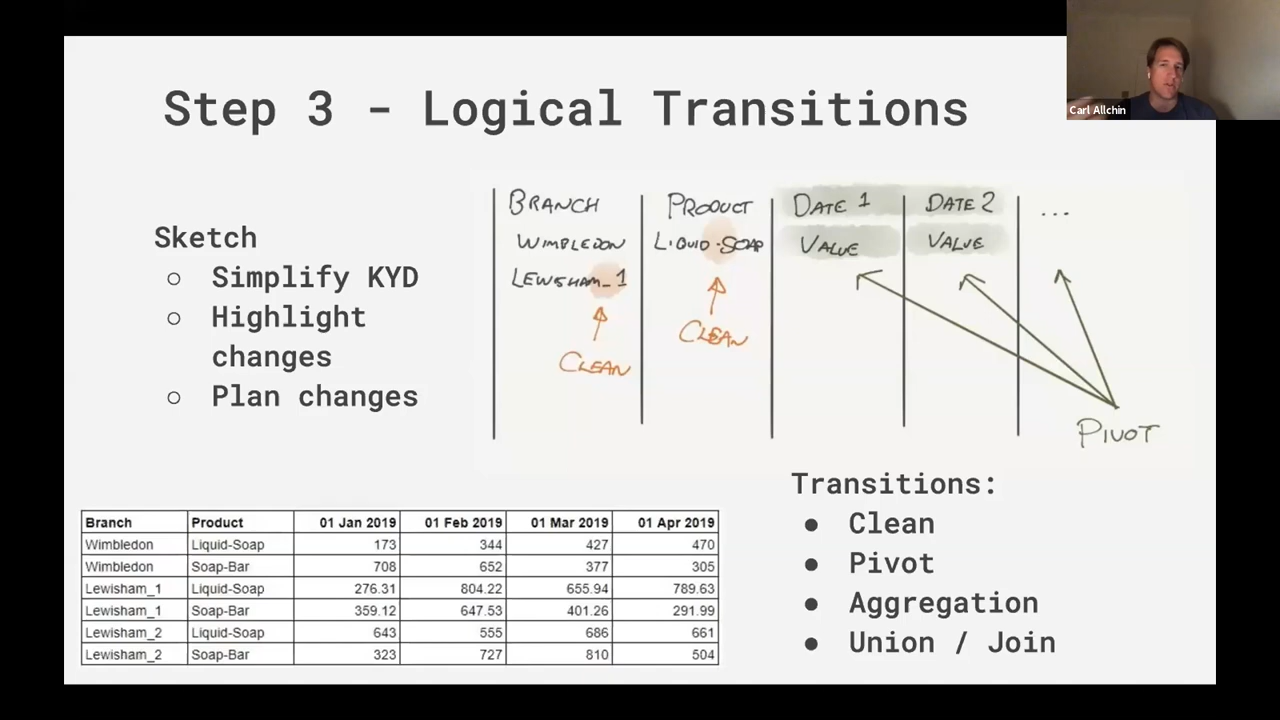 Step 3 - Logical Transitions
Carl Allchin
Sketch
○ Simplify KYD
○ Highlight
changes
○ Plan changes
BRANCH PRODUCT DATE 1 DATE 2 ...
WIMBLEDON LIQUID-SOAP VALUE VALUE
LEWISHAM_1
CLEAN
CLEAN
PIVOT
Branch Product 01 Jan 2019 01 Feb 2019 01 Mar 2019 01 Apr 2019
Wimbledon Liquid-Soap 173 344 427 470
Wimbledon Soap-Bar 708 652 377 305
Lewisham_1 Liquid-Soap 276.31 804.22 655.94 789.63
Lewisham_1 Soap-Bar 359.12 647.53 401.26 291.99
Lewisham_2 Liquid-Soap 643 555 686 661
Lewisham_2 Soap-Bar 323 727 810 504
Transitions:
● Clean
● Pivot
● Aggregation
● Union / Join